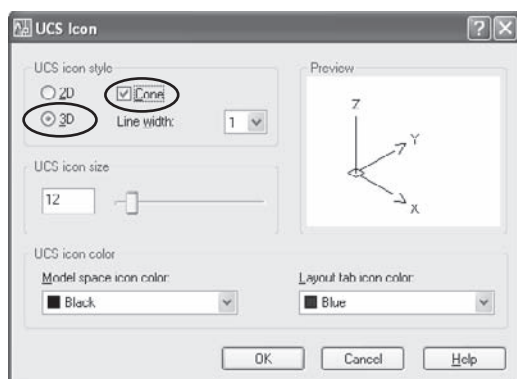 UCS Icon
UCS icon style
2D
Cone
3D
Line width:
1
Preview
Z
Y
X
UCS icon size
12
UCS icon color
Model space icon color:
Black
Layout tab icon color:
Blue
OK
Cancel
Help